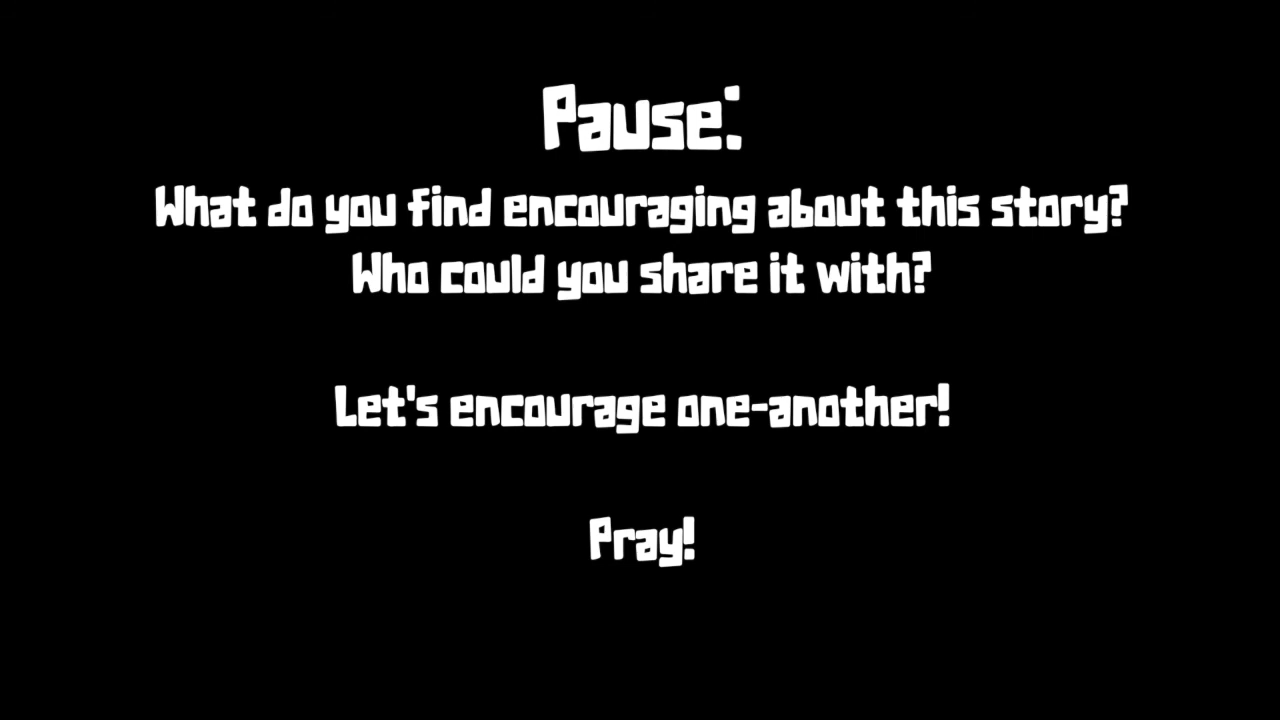 Pause:
What do you find encouraging about this story?
Who could you share it with?
Let's encourage one-another!
Pray!